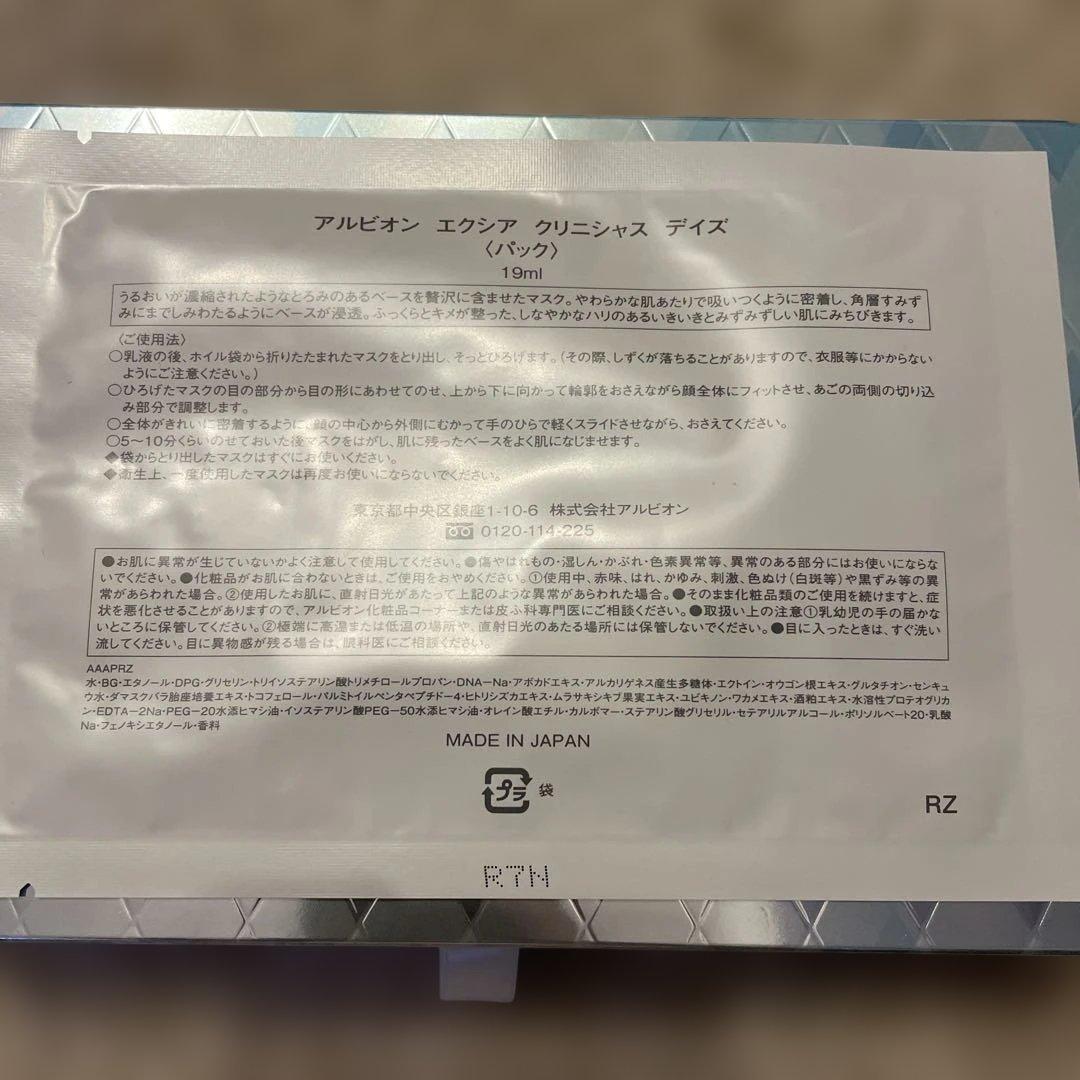 アルビオン エクシア クリニシャス デイズ
〈パック〉
19ml
うるおいが濃縮されたようなとろみのあるベースを贅沢に含ませたマスク。やわらかな肌あたりで吸いつくように密着し、角層すみず
みにまでしみわたるようにベースが浸透。ふっくらとキメが整った、しなやかなハリのあるいきいきとみずみずしい肌にみちびきます。
〈ご使用法〉
○乳液の後、ホイル袋から折りたたまれたマスクをとり出し、そっとひろげます。（その際、しずくが落ちることがありますので、衣服等にかからない
ようにご注意ください。）
○ひろげたマスクの目の部分から目の形にあわせてのせ、上から下に向かって輪郭をおさえながら顔全体にフィットさせ、あごの両側の切り込
み部分で調整します。
○全体がきれいに密着するように、顔の中心から外側にむかって手のひらで軽くスライドさせながら、おさえてください。
○5～10分くらいのせておいた後マスクをはがし、肌に残ったベースをよく肌になじませます。
◆袋からとり出したマスクはすぐにお使いください。
◆衛生上、一度使用したマスクは再度お使いにならないでください。
東京都中央区銀座1-10-6 株式会社アルビオン
0120-114-225
●お肌に異常が生じていないかよく注意して使用してください。●傷やはれもの・湿しん・かぶれ・色素異常等、異常のある部分にはお使いにならな
いでください。●化粧品がお肌に合わないときは、ご使用をおやめください。①使用中、赤味、はれ、かゆみ、刺激、色ぬけ（白斑等）や黒ずみ等の異
常があらわれた場合。②使用したお肌に、直射日光があたって上記のような異常があらわれた場合。●そのまま化粧品類のご使用を続けますと、症
状を悪化させることがありますので、アルビオン化粧品コーナーまたは皮ふ科専門医にご相談ください。●取扱い上の注意①乳幼児の手の届かな
いところに保管してください。②極端に高温または低温の場所や、直射日光のあたる場所には保管しないでください。●目に入ったときは、すぐ洗い
流してください。目に異物感が残る場合は、眼科医にご相談ください。
AAAPRZ
水・BG・エタノール・DPG・グリセリン・トリイソステアリン酸トリメチロールプロパン・DNA-Na・アボカドエキス・アルカリゲネス産生多糖体・エクトイン・オウゴン根エキス・グルタチオン・センキュ
ウ水・ダマスクバラ胎座培養エキス・トコフェロール・パルミトイルペンタペプチド-4・ヒトリシズカエキス・ムラサキシキブ果実エキス・ユビキノン・ワカメエキス・酒粕エキス・水溶性プロテオグリカ
ン・EDTA-2Na・PEG-20水添ヒマシ油・イソステアリン酸PEG-50水添ヒマシ油・オレイン酸エチル・カルボマー・ステアリン酸グリセリル・セテアリルアルコール・ポリソルベート20・乳酸
Na・フェノキシエタノール・香料
MADE IN JAPAN
プラ 袋
RZ
R7N